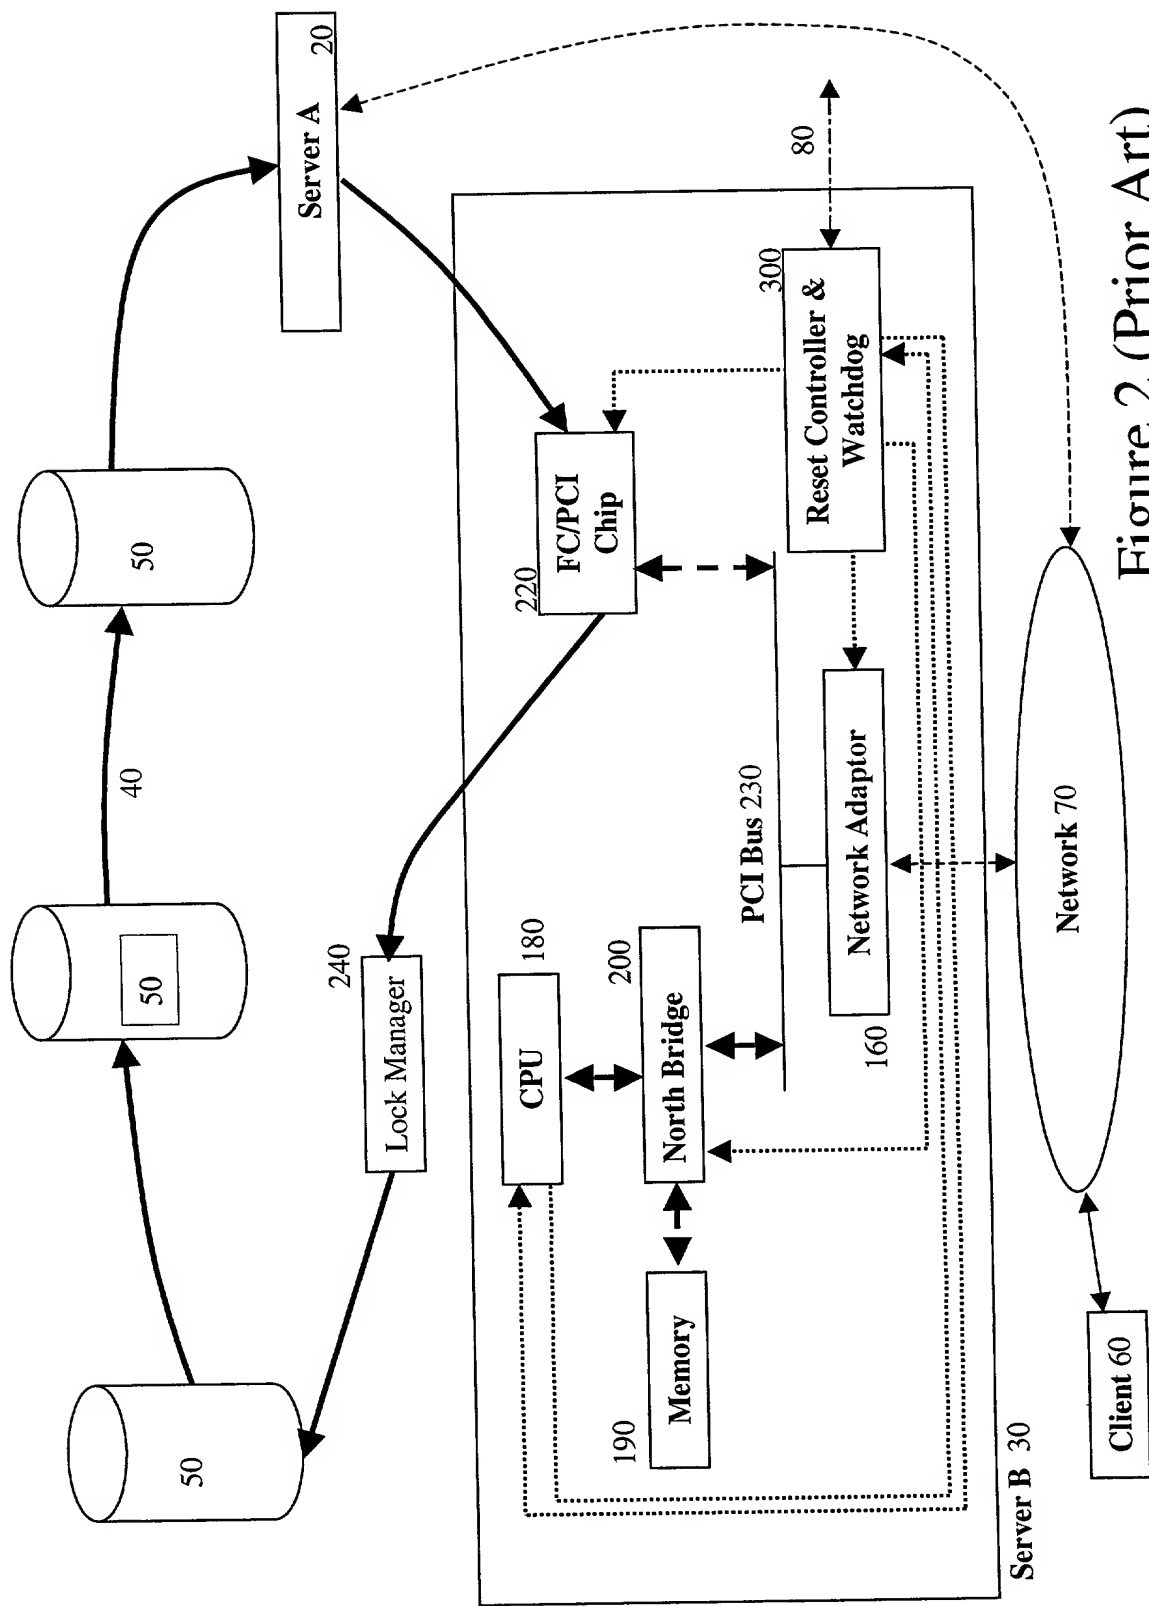 50
50
40
50
Server A
20
240
Lock Manager
80
CPU
180
220
FC/PCI
Chip
300
Reset Controller &
Watchdog
200
North Bridge
190
Memory
PCI Bus 230
Network Adaptor
160
Server B 30
Network 70
Client 60
Figure 2 (Prior Art)